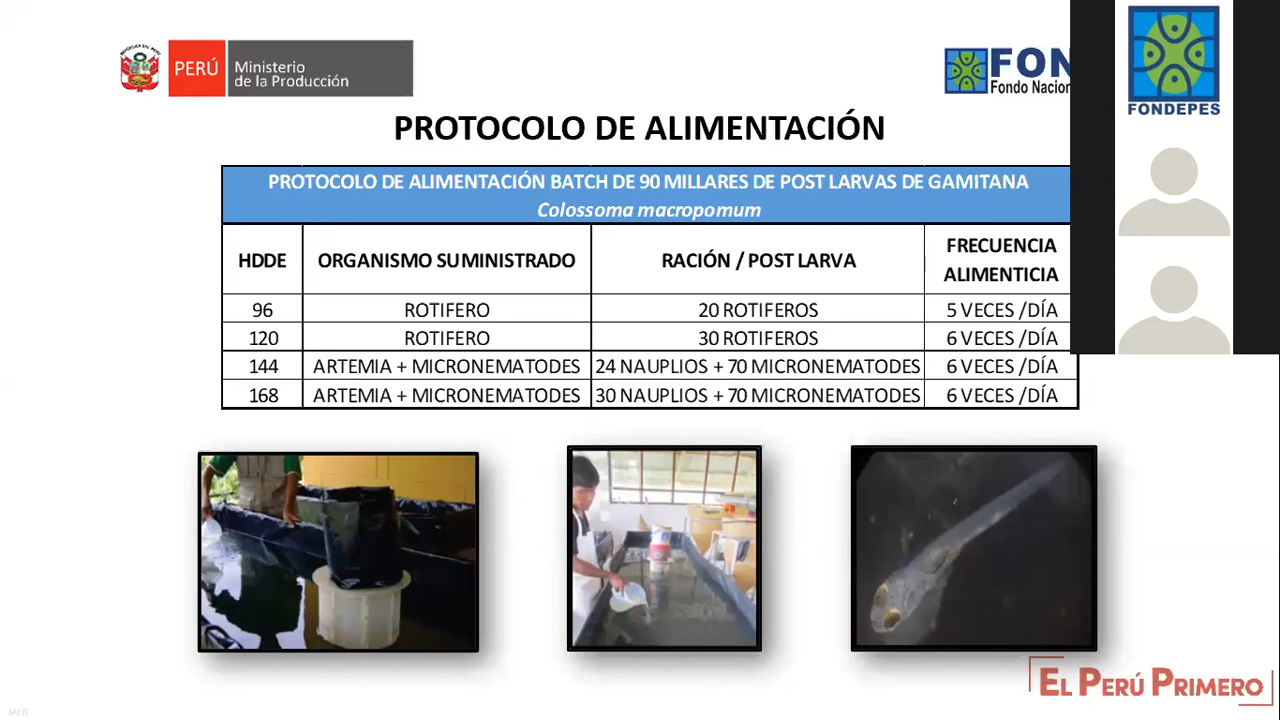 PERÚ
Ministerio
de la Producción
FON
Fondo Nacion
FONDEPES
PROTOCOLO DE ALIMENTACIÓN
PROTOCOLO DE ALIMENTACIÓN BATCH DE 90 MILLARES DE POST LARVAS DE GAMITANA
Colossoma macropomum
HDDE ORGANISMO SUMINISTRADO RACIÓN / POST LARVA FRECUENCIA ALIMENTICIA
96 ROTIFERO 20 ROTIFEROS 5 VECES /DÍA
120 ROTIFERO 30 ROTIFEROS 6 VECES /DÍA
144 ARTEMIA + MICRONEMATODES 24 NAUPLIOS + 70 MICRONEMATODES 6 VECES /DÍA
168 ARTEMIA + MICRONEMATODES 30 NAUPLIOS + 70 MICRONEMATODES 6 VECES /DÍA
EL PERÚ PRIMERO
JALR